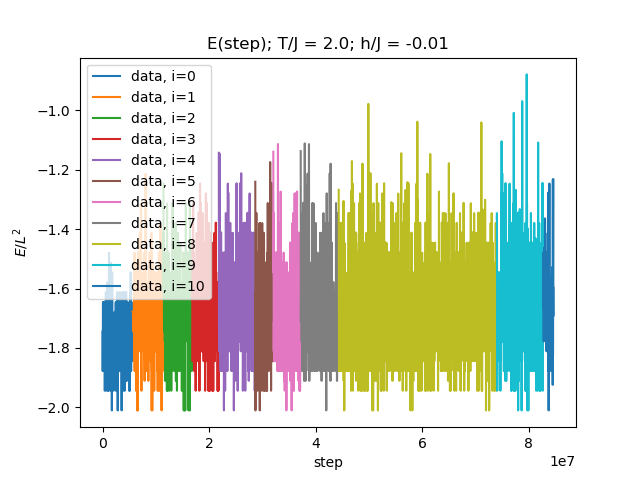 E(step); T/J = 2.0; h/J = -0.01
E/L²
−1.0
−1.2
−1.4
−1.6
−1.8
−2.0
data, i=0
data, i=1
data, i=2
data, i=3
data, i=4
data, i=5
data, i=6
data, i=7
data, i=8
data, i=9
data, i=10
0 2 4 6 8
1e7
step